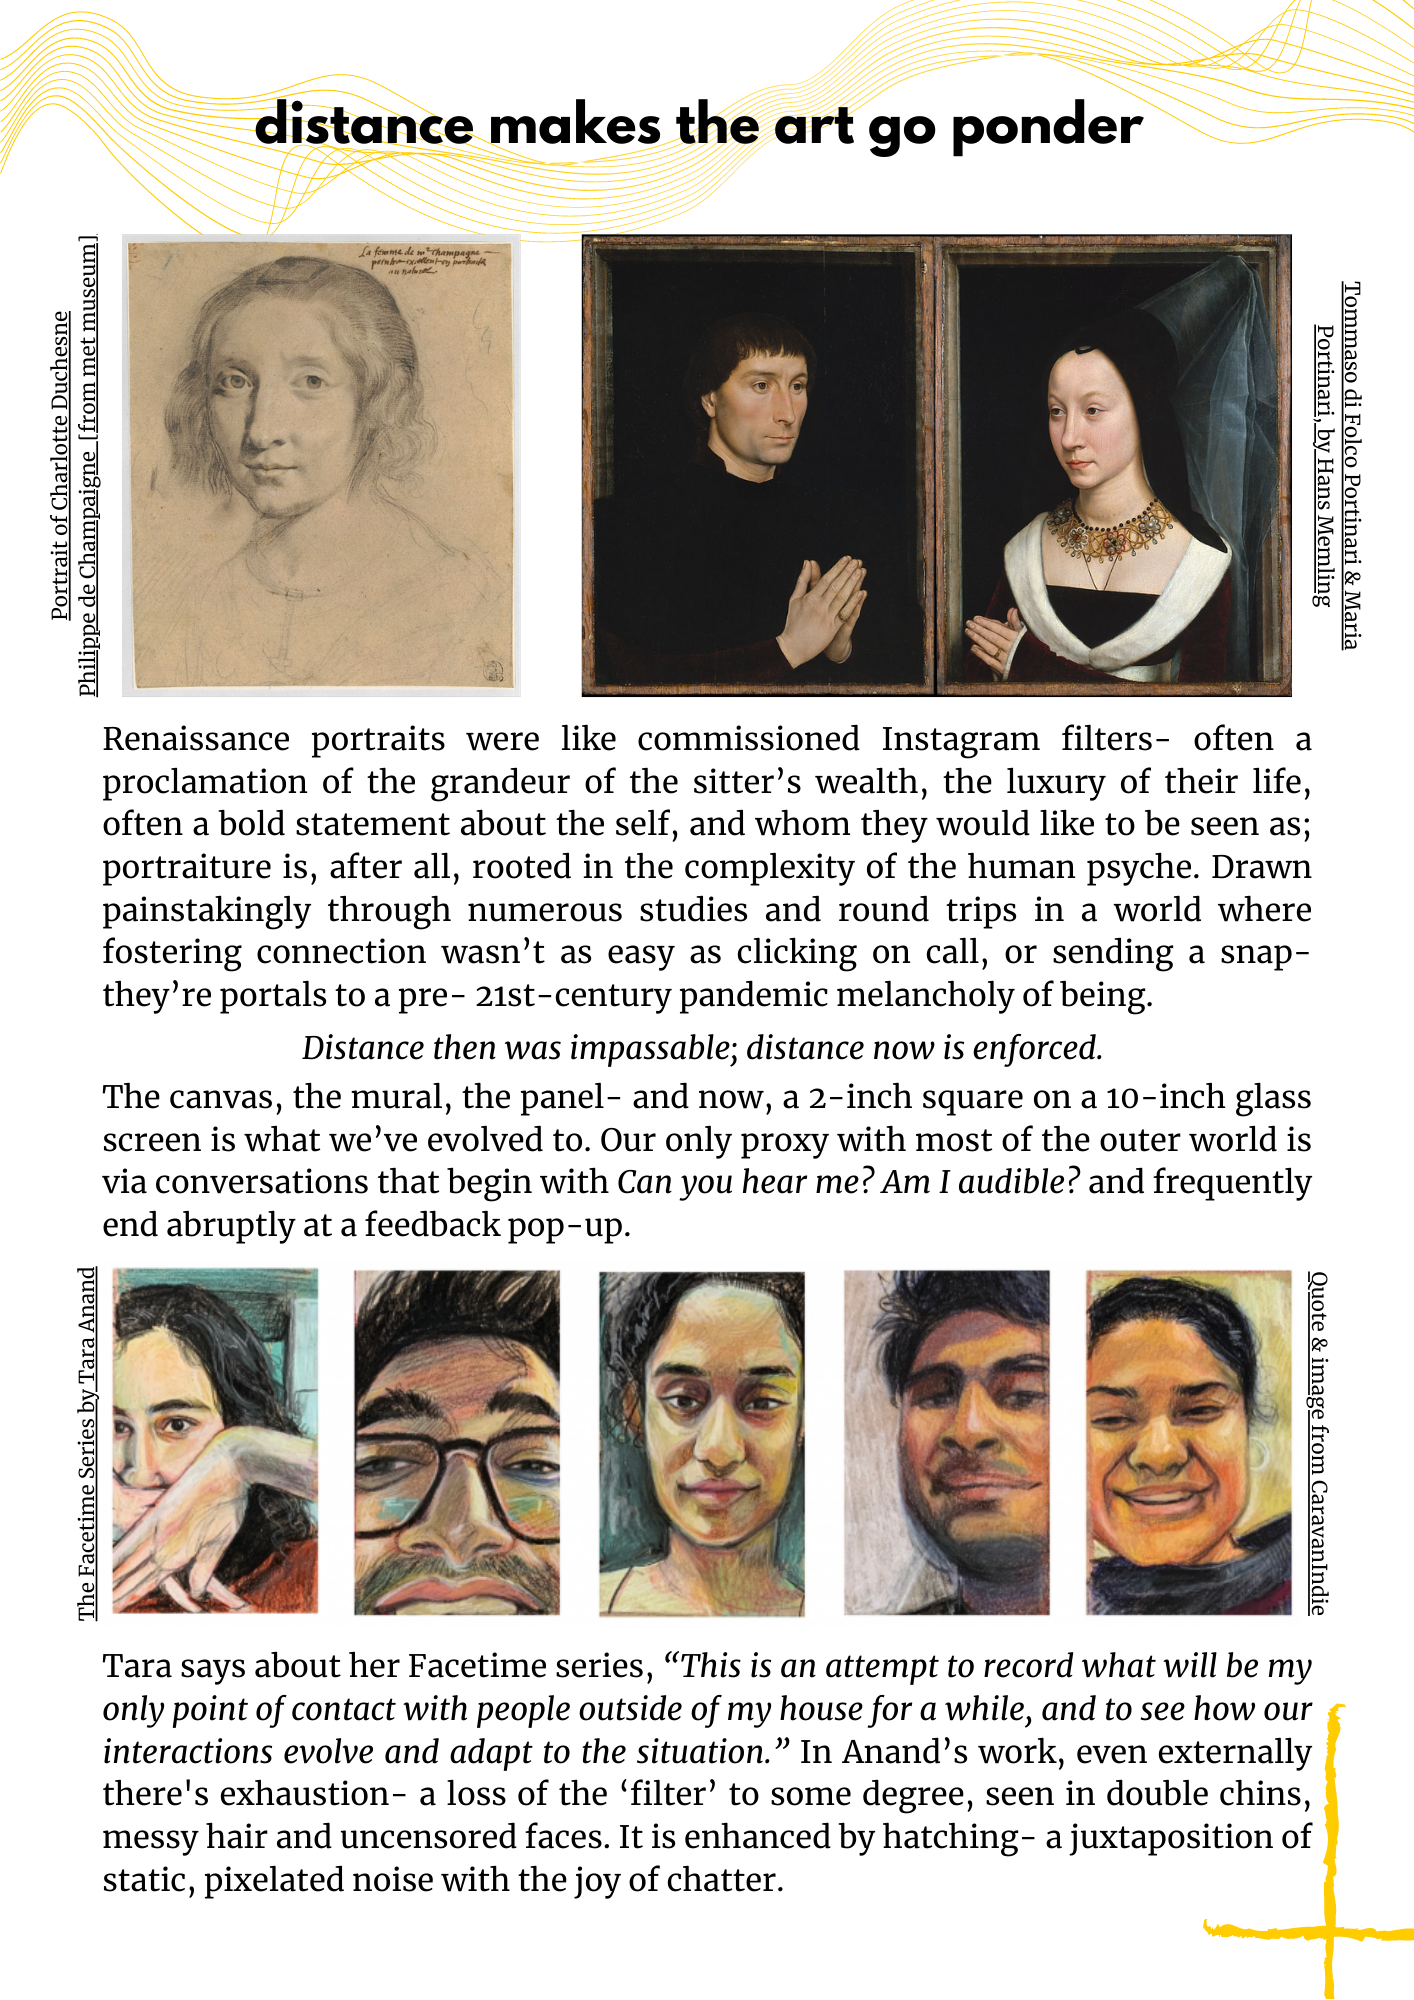 distance makes the art go ponder
Portrait of Charlotte Duchesne
Philippe de Champaigne [from met museum]
La femme de mr Champagne
peintre excellent en portraits
au naturel
Tommaso di Folco Portinari & Maria
Portinari, by Hans Memling
Renaissance portraits were like commissioned Instagram filters- often a
proclamation of the grandeur of the sitter’s wealth, the luxury of their life,
often a bold statement about the self, and whom they would like to be seen as;
portraiture is, after all, rooted in the complexity of the human psyche. Drawn
painstakingly through numerous studies and round trips in a world where
fostering connection wasn’t as easy as clicking on call, or sending a snap-
they’re portals to a pre- 21st-century pandemic melancholy of being.
Distance then was impassable; distance now is enforced.
The canvas, the mural, the panel- and now, a 2-inch square on a 10-inch glass
screen is what we’ve evolved to. Our only proxy with most of the outer world is
via conversations that begin with Can you hear me? Am I audible? and frequently
end abruptly at a feedback pop-up.
The Facetime Series by Tara Anand
Quote & image from CaravanIndie
Tara says about her Facetime series, “This is an attempt to record what will be my
only point of contact with people outside of my house for a while, and to see how our
interactions evolve and adapt to the situation.” In Anand’s work, even externally
there's exhaustion- a loss of the ‘filter’ to some degree, seen in double chins,
messy hair and uncensored faces. It is enhanced by hatching- a juxtaposition of
static, pixelated noise with the joy of chatter.